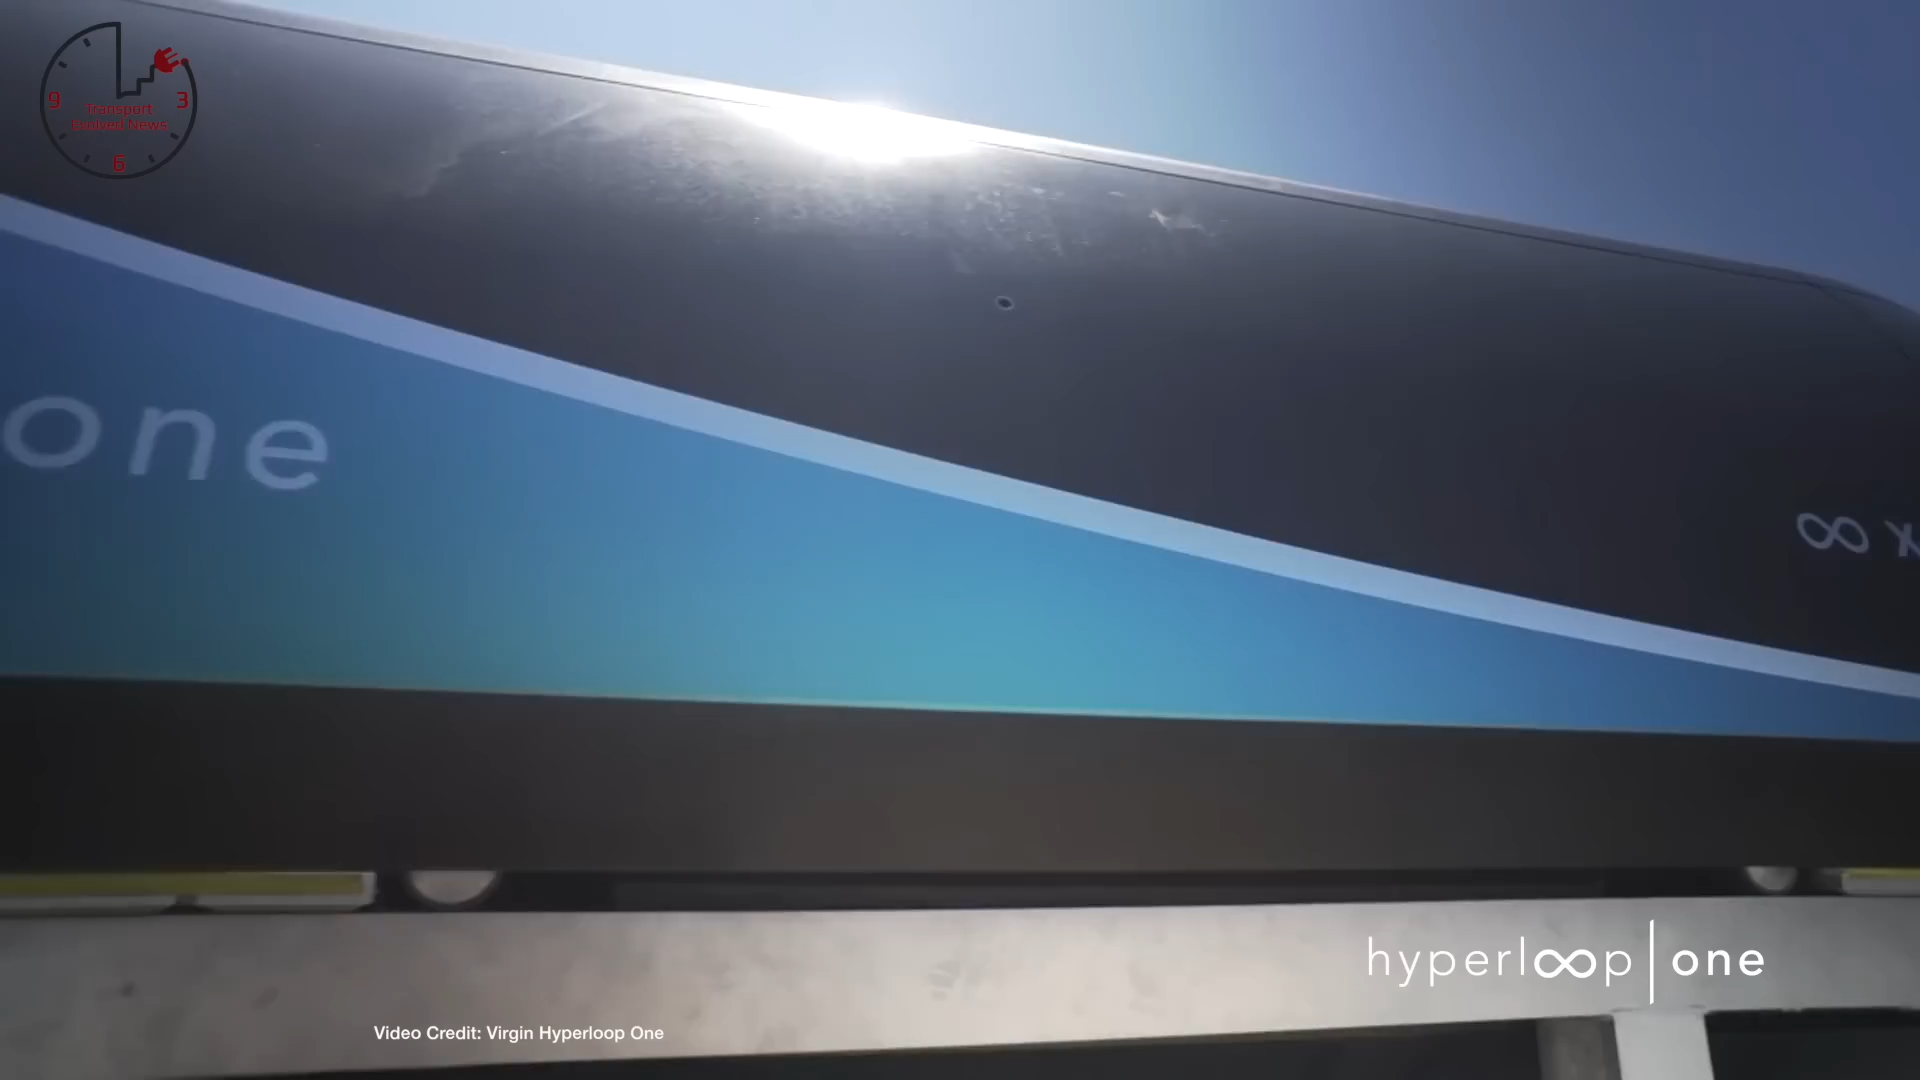 9
3
Transport
Evolved News
6
one
∞ x
hyperloop | one
Video Credit: Virgin Hyperloop One